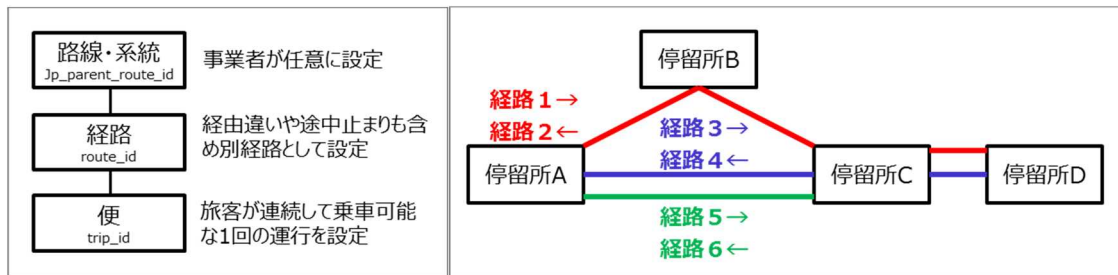 路線・系統
Jp_parent_route_id
事業者が任意に設定
経路
route_id
経由違いや途中止まりも含
め別経路として設定
便
trip_id
旅客が連続して乗車可能
な1回の運行を設定
停留所B
経路1→
経路2←
経路3→
経路4←
停留所A
停留所C
停留所D
経路5→
経路6←